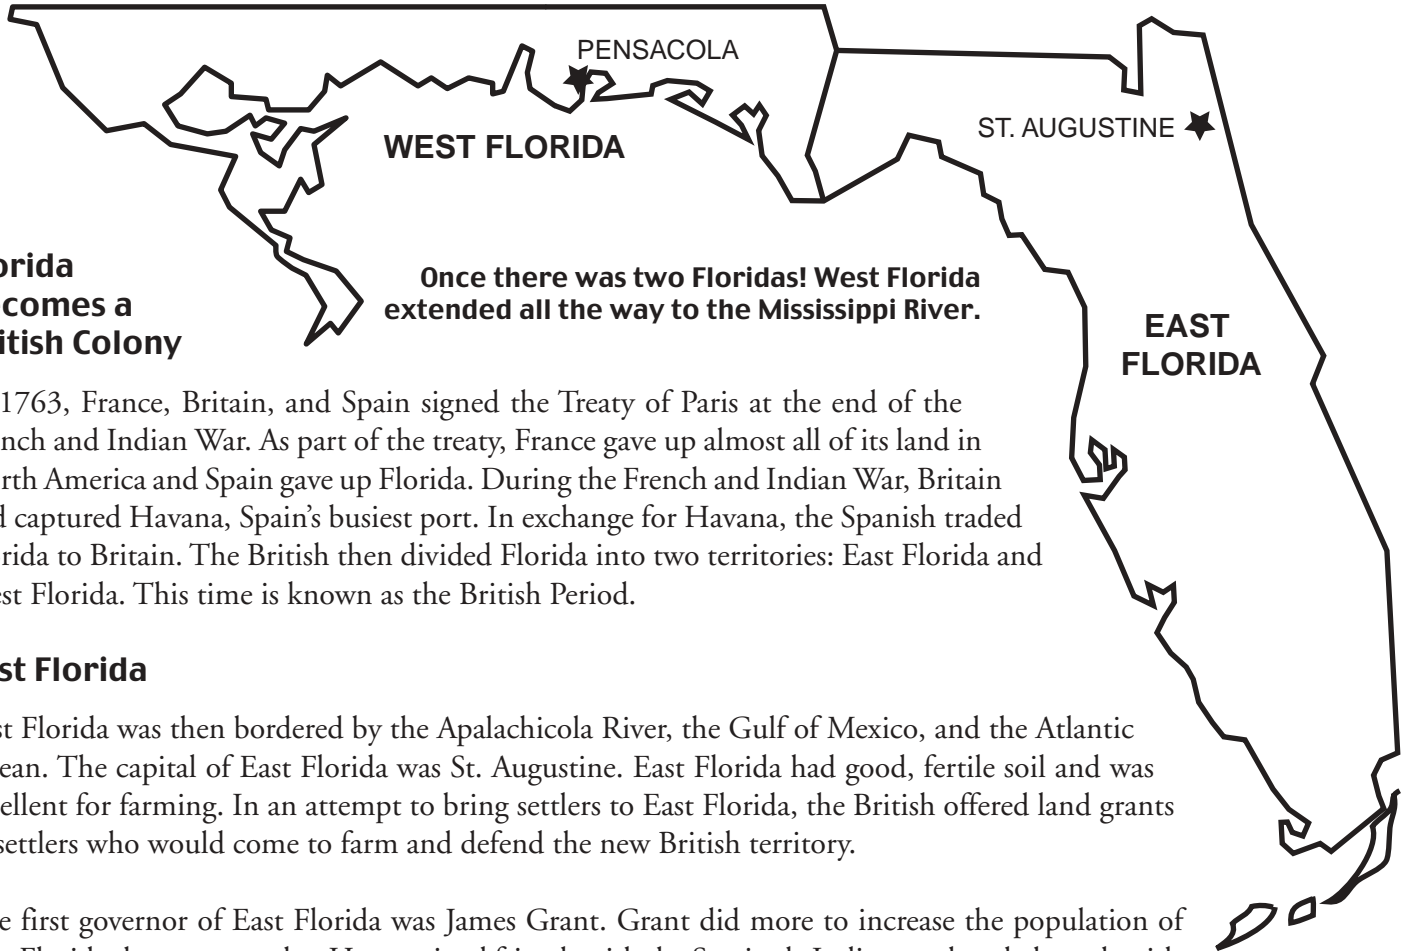 PENSACOLA
WEST FLORIDA
ST. AUGUSTINE
EAST
FLORIDA
Once there was two Floridas! West Florida
extended all the way to the Mississippi River.
orida
comes a
itish Colony
1763, France, Britain, and Spain signed the Treaty of Paris at the end of the
nch and Indian War. As part of the treaty, France gave up almost all of its land in
rth America and Spain gave up Florida. During the French and Indian War, Britain
d captured Havana, Spain’s busiest port. In exchange for Havana, the Spanish traded
rida to Britain. The British then divided Florida into two territories: East Florida and
est Florida. This time is known as the British Period.
st Florida
st Florida was then bordered by the Apalachicola River, the Gulf of Mexico, and the Atlantic
ean. The capital of East Florida was St. Augustine. East Florida had good, fertile soil and was
ellent for farming. In an attempt to bring settlers to East Florida, the British offered land grants
settlers who would come to farm and defend the new British territory.
e first governor of East Florida was James Grant. Grant did more to increase the population of